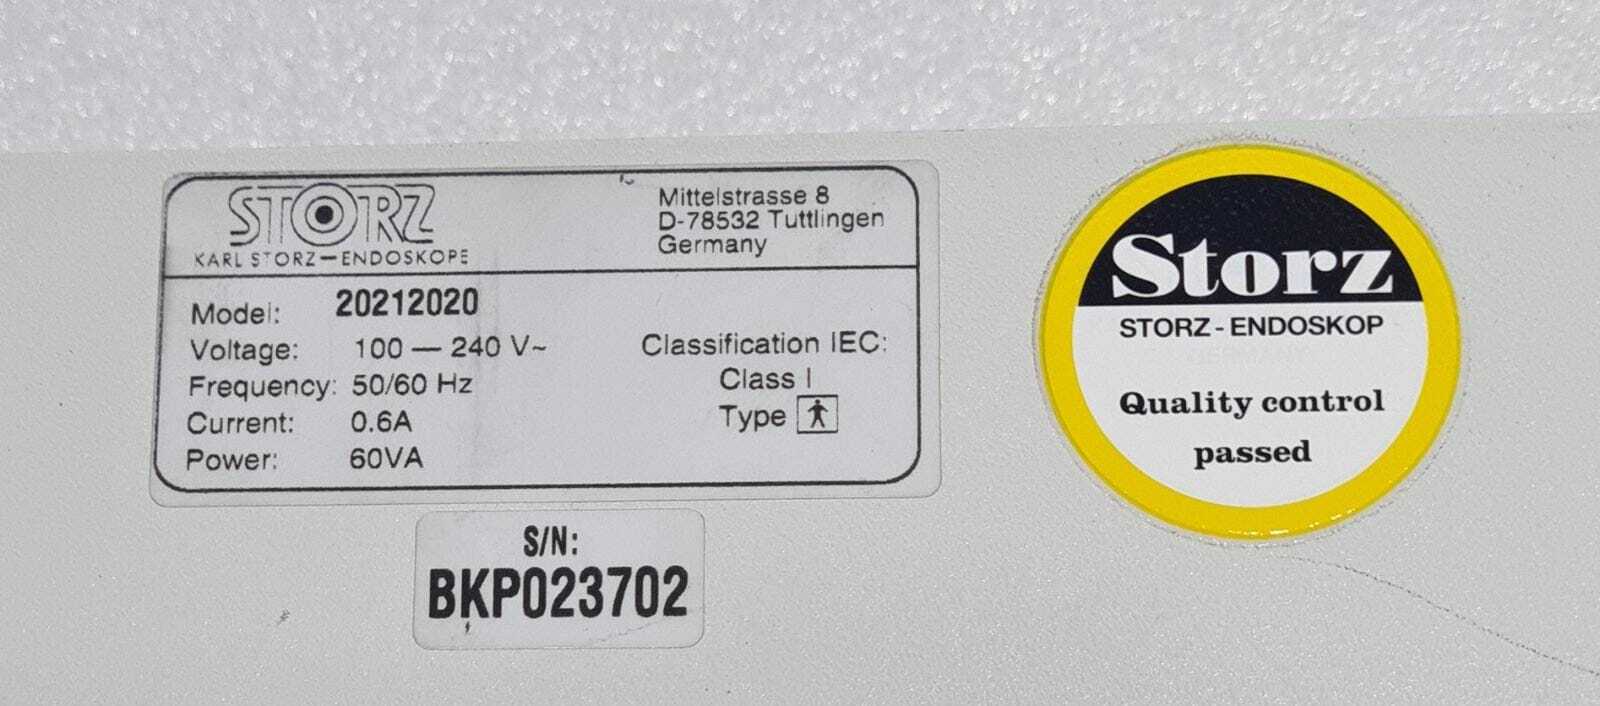 STORZ
KARL STORZ—ENDOSKOPE
Mittelstrasse 8
D-78532 Tuttlingen
Germany
Model: 20212020
Voltage: 100 — 240 V~
Frequency: 50/60 Hz
Current: 0.6A
Power: 60VA
Classification IEC:
Class I
Type
S/N:
BKP023702
Storz
STORZ - ENDOSKOP
GERMANY
Quality control
passed